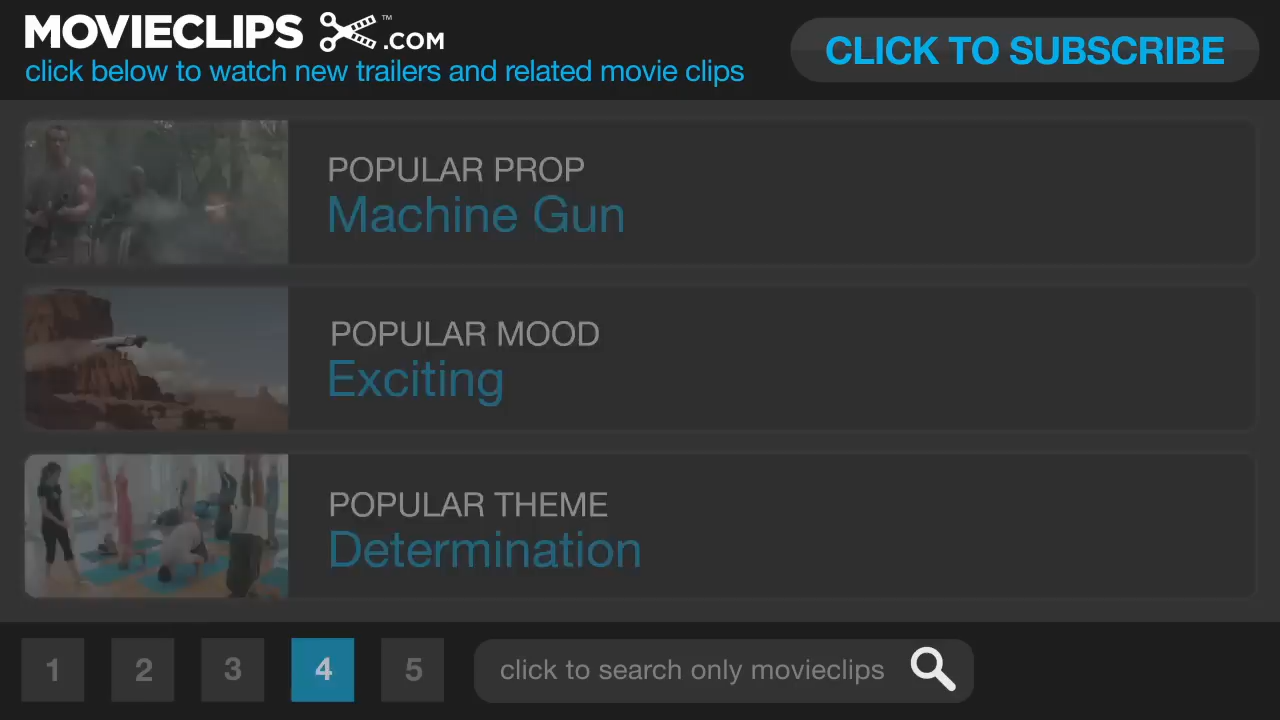 MOVIECLIPS ™ .COM
click below to watch new trailers and related movie clips
CLICK TO SUBSCRIBE
POPULAR PROP
Machine Gun
POPULAR MOOD
Exciting
POPULAR THEME
Determination
1 2 3 4 5
click to search only movieclips